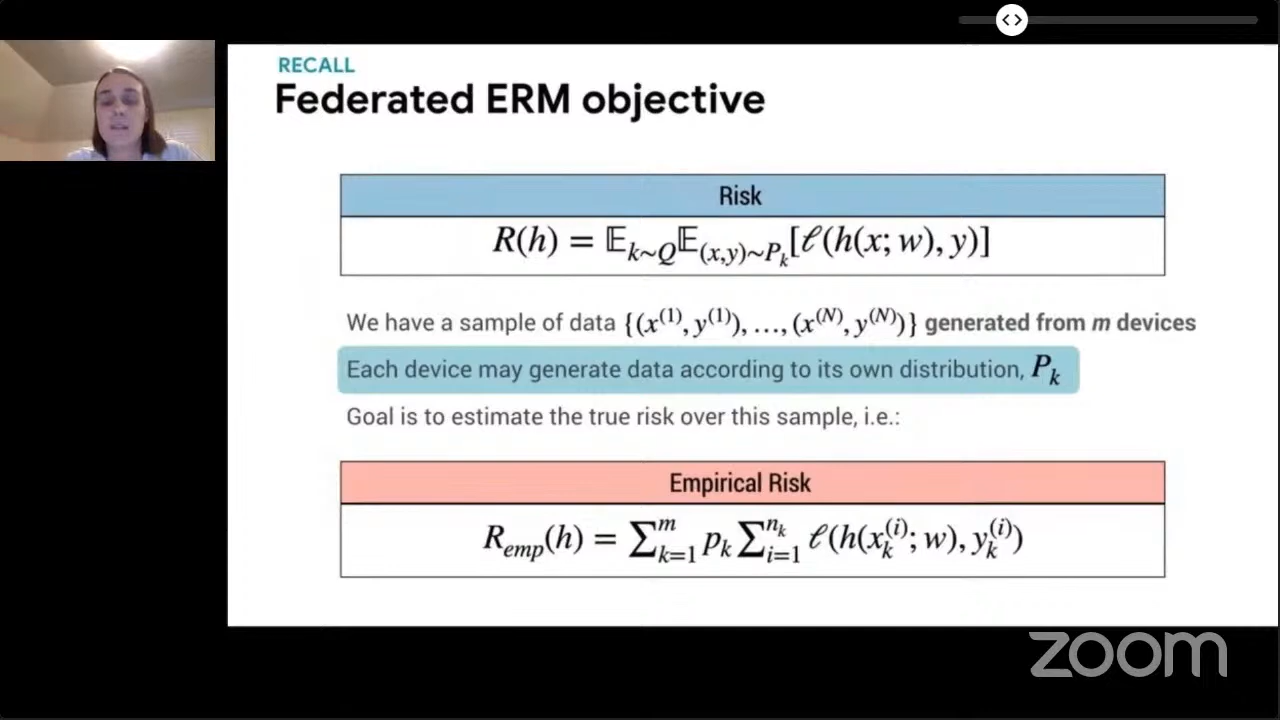 RECALL
Federated ERM objective
Risk
R(h) = 𝔼_{k∼Q}𝔼_{(x,y)∼P_k}[ℓ(h(x; w), y)]
We have a sample of data {(x^{(1)}, y^{(1)}), …, (x^{(N)}, y^{(N)})} generated from m devices
Each device may generate data according to its own distribution, P_k
Goal is to estimate the true risk over this sample, i.e.:
Empirical Risk
R_{emp}(h) = ∑_{k=1}^{m} p_k ∑_{i=1}^{n_k} ℓ(h(x_k^{(i)}; w), y_k^{(i)})
zoom